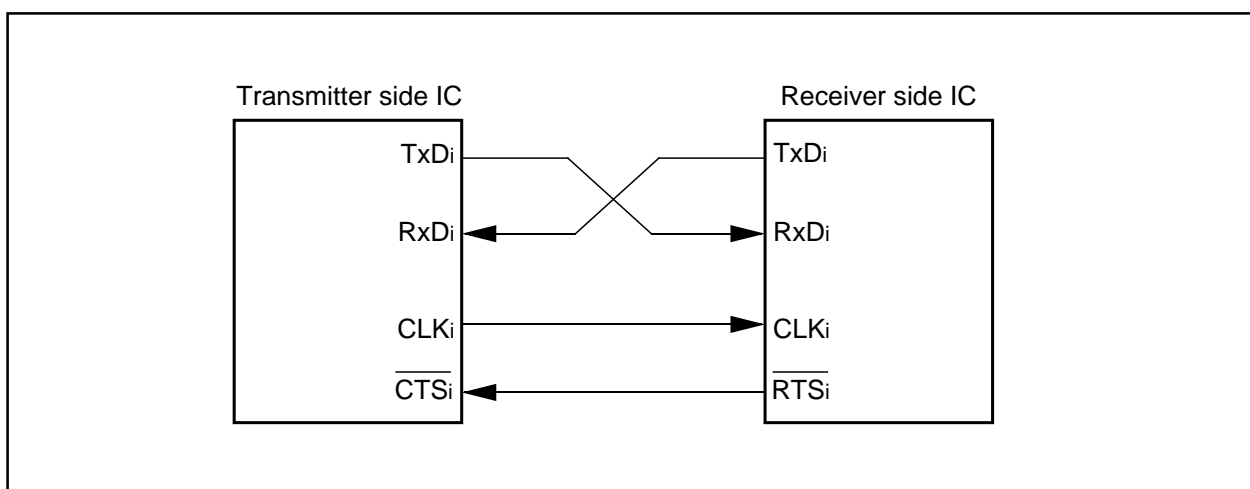 Transmitter side IC
Receiver side IC
TxDi
TxDi
RxDi
RxDi
CLKi
CLKi
CTSi
RTSi